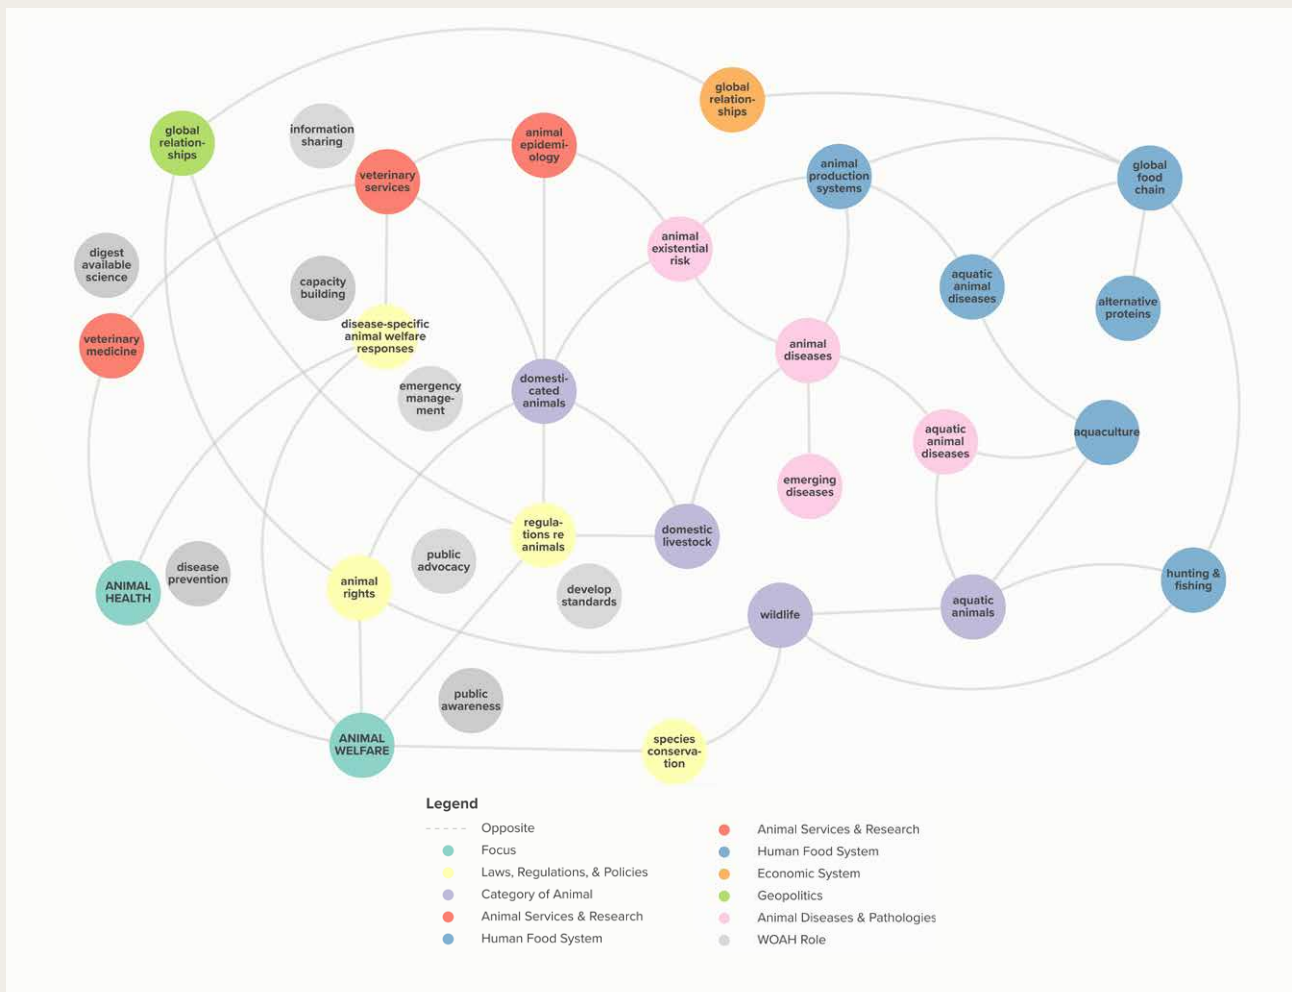 global
relation-
ships
global
relation-
ships
information
sharing
animal
epidemi-
ology
veterinary
services
animal
production
systems
global
food
chain
animal
existential
risk
digest
available
science
capacity
building
aquatic
animal
diseases
alternative
proteins
veterinary
medicine
disease-specific
animal welfare
responses
animal
diseases
emergency
manage-
ment
domesti-
cated
animals
aquatic
animal
diseases
aquaculture
emerging
diseases
regula-
tions re
animals
domestic
livestock
public
advocacy
disease
prevention
ANIMAL
HEALTH
animal
rights
develop
standards
wildlife
aquatic
animals
hunting &
fishing
public
awareness
ANIMAL
WELFARE
species
conserva-
tion
Legend
Opposite
Focus
Laws, Regulations, & Policies
Category of Animal
Animal Services & Research
Human Food System
Animal Services & Research
Human Food System
Economic System
Geopolitics
Animal Diseases & Pathologies
WOAH Role